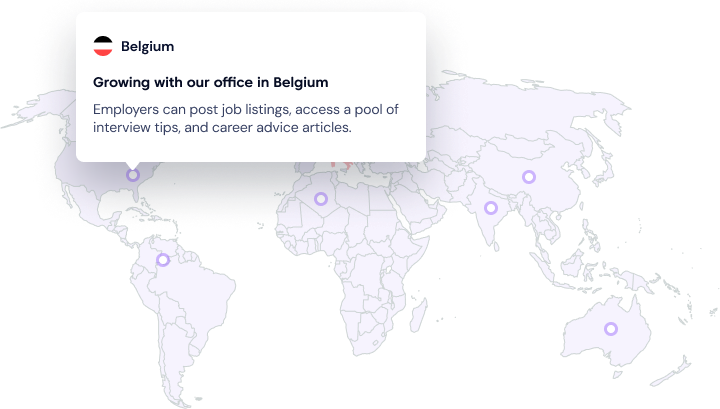 Belgium
Growing with our office in Belgium
Employers can post job listings, access a pool of
interview tips, and career advice articles.